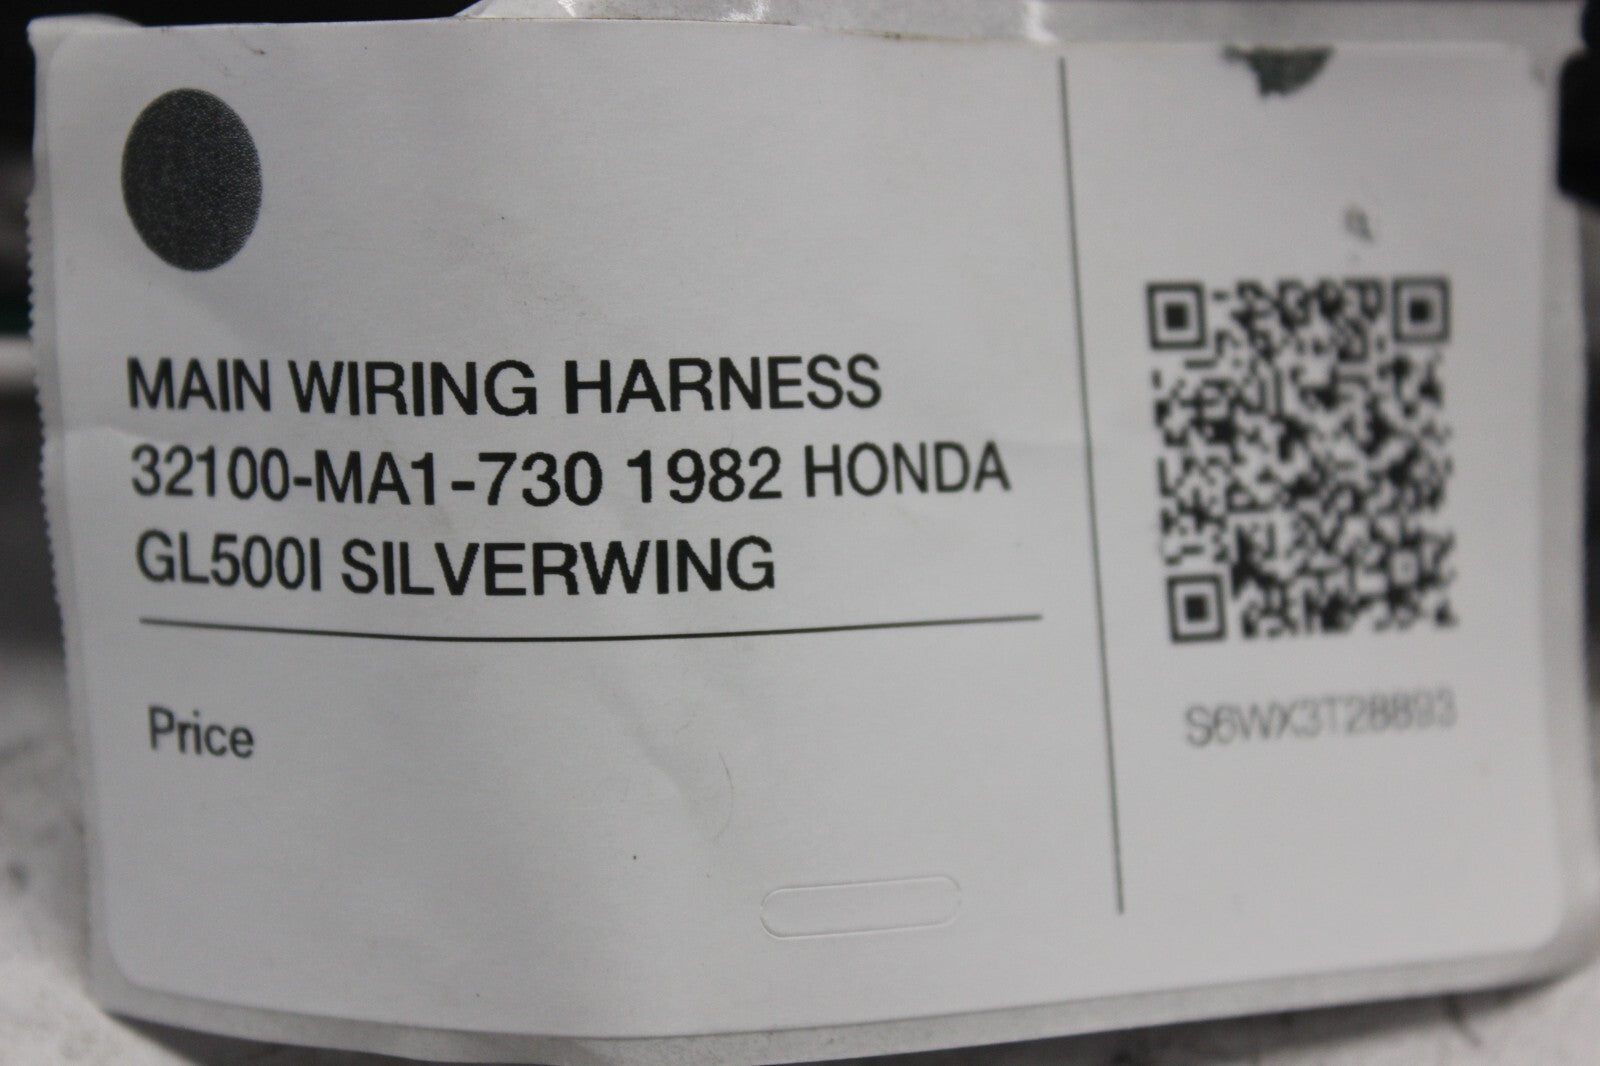 MAIN WIRING HARNESS
32100-MA1-730 1982 HONDA
GL500I SILVERWING
Price
S6WX3T28893